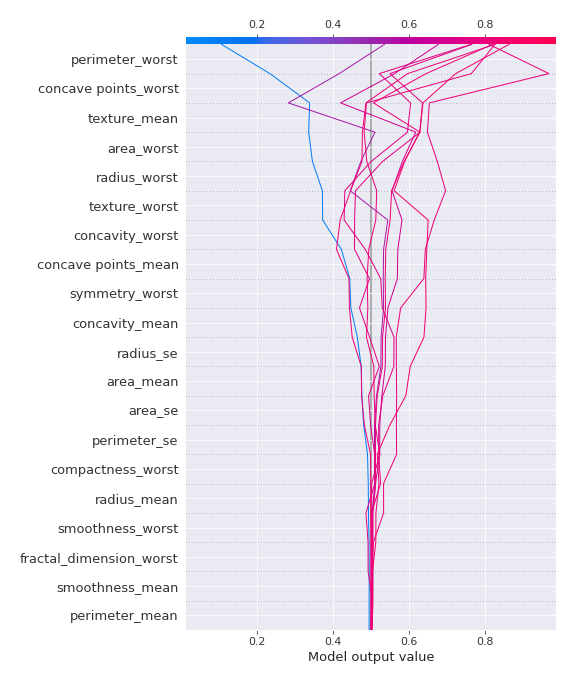 0.2 0.4 0.6 0.8
perimeter_worst
concave points_worst
texture_mean
area_worst
radius_worst
texture_worst
concavity_worst
concave points_mean
symmetry_worst
concavity_mean
radius_se
area_mean
area_se
perimeter_se
compactness_worst
radius_mean
smoothness_worst
fractal_dimension_worst
smoothness_mean
perimeter_mean
0.2 0.4 0.6 0.8
Model output value